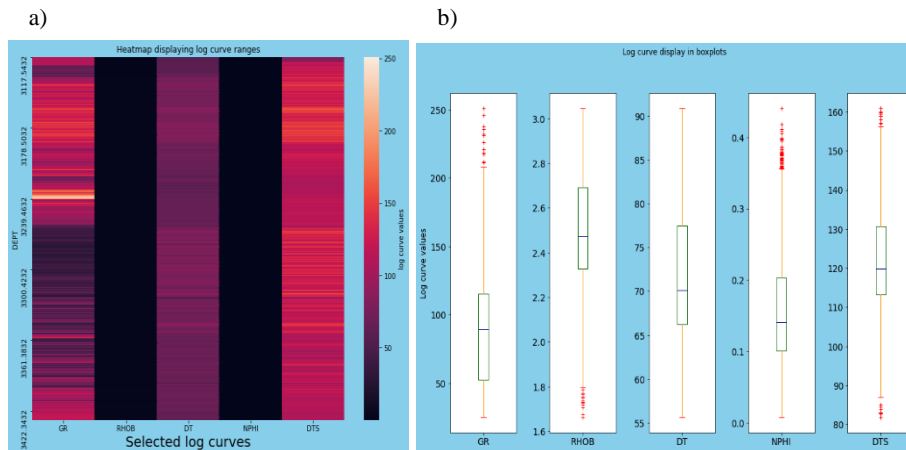 a)
b)
Heatmap displaying log curve ranges
DEPT
3117.5432
3178.5032
3239.4632
3300.4232
3361.3832
3422.3432
GR
RHOB
DT
NPHI
DTS
Selected log curves
250
200
150
100
50
log curve values
Log curve display in boxplots
Log curve values
250
200
150
100
50
GR
3.0
2.8
2.6
2.4
2.2
2.0
1.8
1.6
RHOB
90
85
80
75
70
65
60
55
DT
0.4
0.3
0.2
0.1
0.0
NPHI
160
150
140
130
120
110
100
90
80
DTS